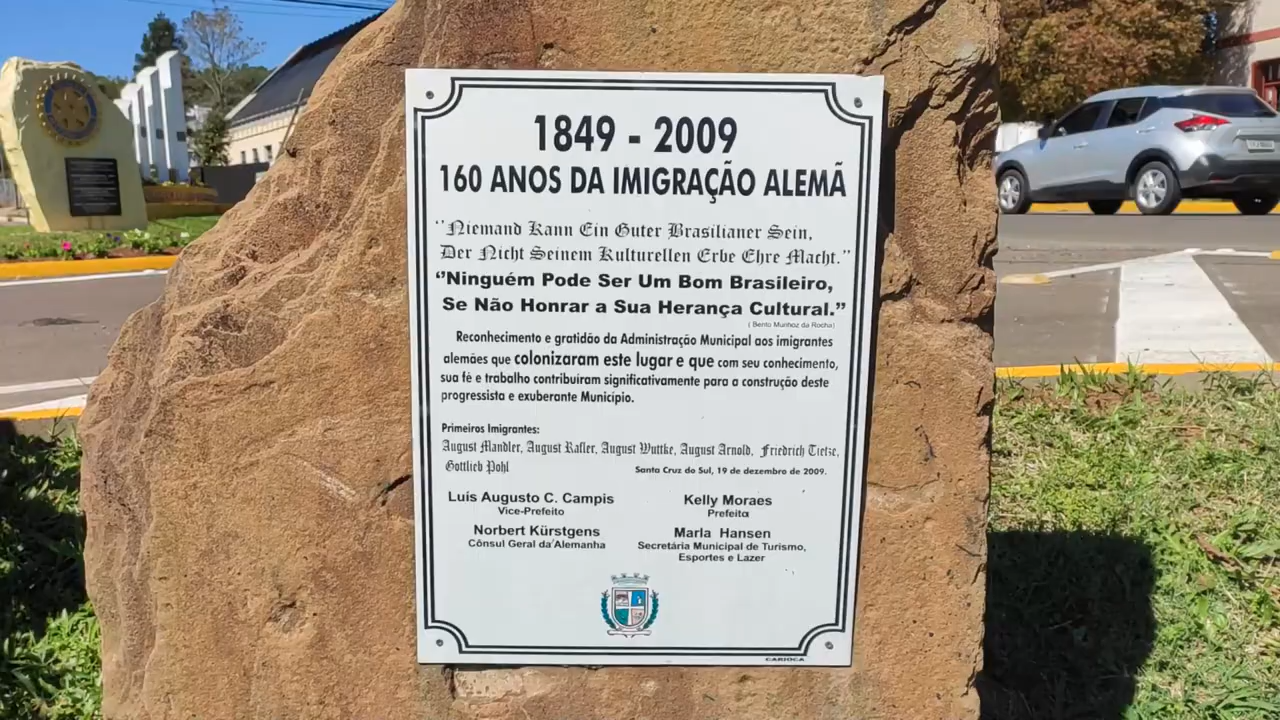 1849 - 2009
160 ANOS DA IMIGRAÇÃO ALEMÃ
"Niemand Kann Ein Guter Brasilianer Sein,
Der Nicht Seinem Kulturellen Erbe Ehre Macht."
"Ninguém Pode Ser Um Bom Brasileiro,
Se Não Honrar a Sua Herança Cultural."
( Bento Munhoz da Rocha)
Reconhecimento e gratidão da Administração Municipal aos imigrantes
alemães que colonizaram este lugar e que com seu conhecimento,
sua fé e trabalho contribuíram significativamente para a construção deste
progressista e exuberante Município.
Primeiros Imigrantes:
August Mandler, August Rafler, August Wuttke, August Arnold, Friedrich Tietze,
Gottlieb Pohl
Santa Cruz do Sul, 19 de dezembro de 2009.
Luís Augusto C. Campis
Vice-Prefeito
Kelly Moraes
Prefeita
Norbert Kürstgens
Cônsul Geral da Alemanha
Marla Hansen
Secretária Municipal de Turismo,
Esportes e Lazer
CARIOCA